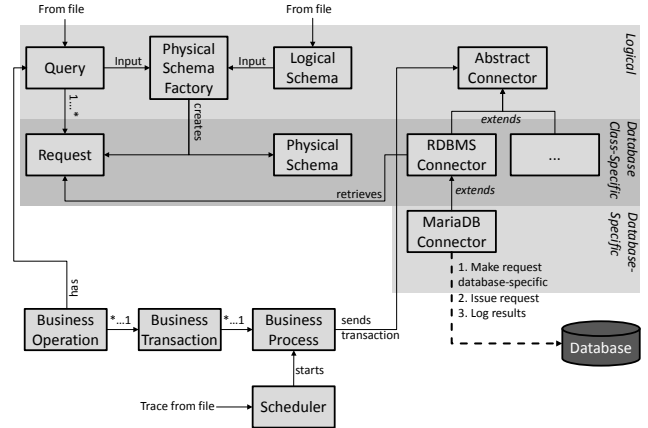 From file
From file
Query
Input
Physical
Schema
Factory
Input
Logical
Schema
Abstract
Connector
Logical
1...*
creates
extends
Request
Physical
Schema
RDBMS
Connector
...
Database
Class-Specific
retrieves
extends
MariaDB
Connector
Database-
Specific
1. Make request
database-specific
2. Issue request
3. Log results
has
Business
Operation
*...1
Business
Transaction
*...1
Business
Process
sends
transaction
Database
starts
Trace from file
Scheduler